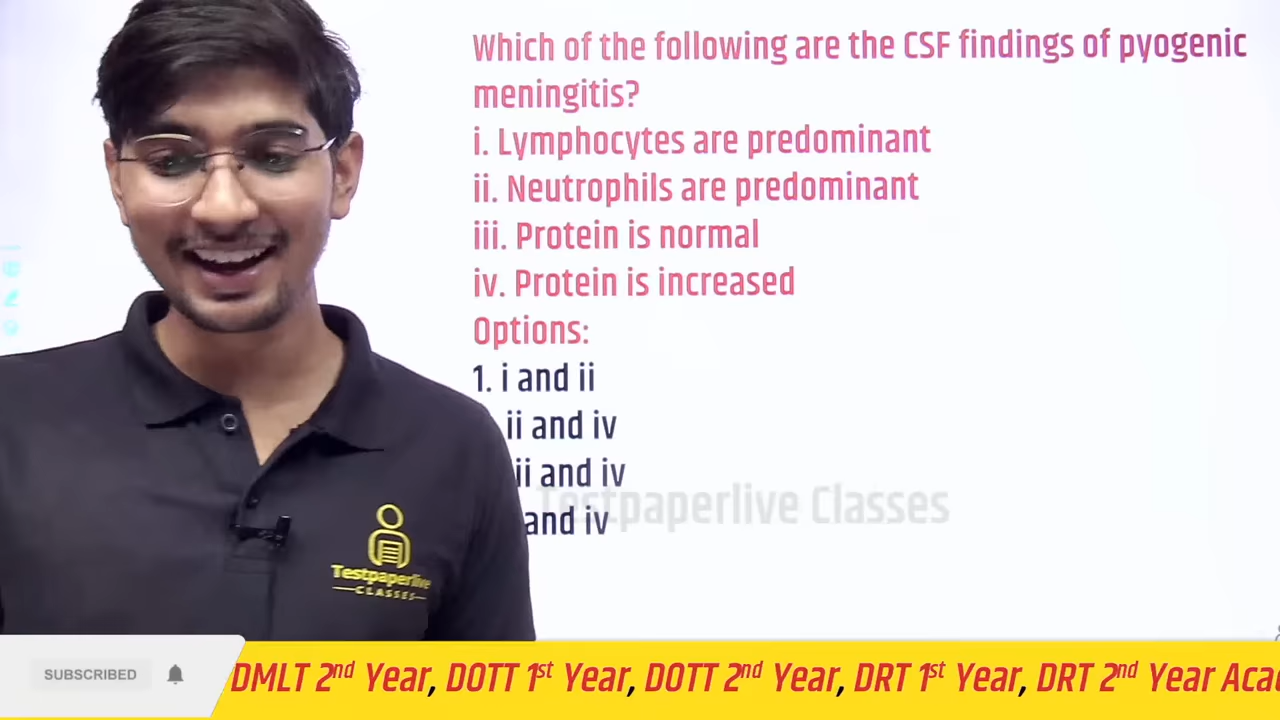 Which of the following are the CSF findings of pyogenic
meningitis?
i. Lymphocytes are predominant
ii. Neutrophils are predominant
iii. Protein is normal
iv. Protein is increased
Options:
1. i and ii
ii and iv
and iv
and iv
Testpaperlive Classes
Testpaperlive
CLASSES
SUBSCRIBED
DMLT 2nd Year, DOTT 1st Year, DOTT 2nd Year, DRT 1st Year, DRT 2nd Year